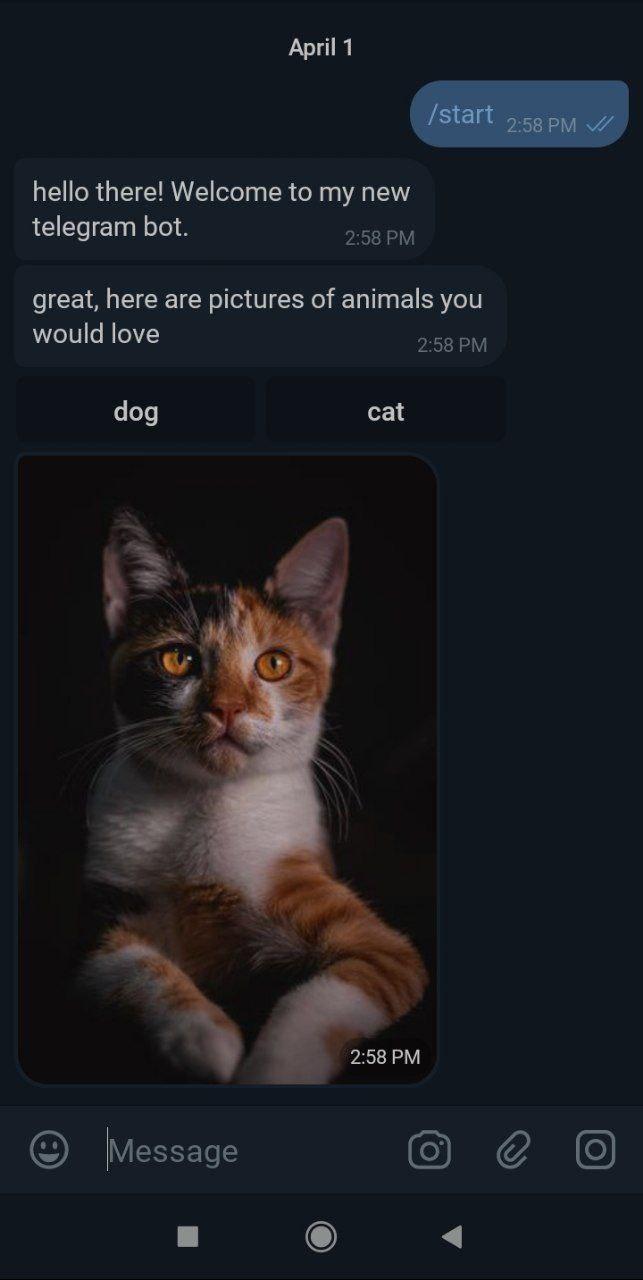 April 1
/start 2:58 PM
hello there! Welcome to my new
telegram bot. 2:58 PM
great, here are pictures of animals you
would love 2:58 PM
dog cat
2:58 PM
Message